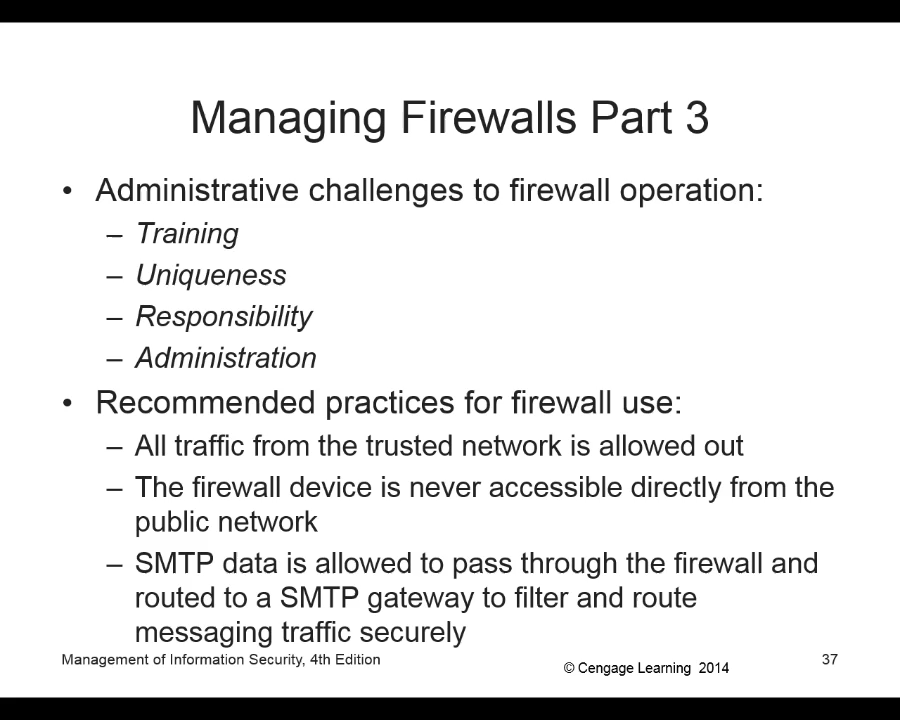 Managing Firewalls Part 3
• Administrative challenges to firewall operation:
– Training
– Uniqueness
– Responsibility
– Administration
• Recommended practices for firewall use:
– All traffic from the trusted network is allowed out
– The firewall device is never accessible directly from the
public network
– SMTP data is allowed to pass through the firewall and
routed to a SMTP gateway to filter and route
messaging traffic securely
Management of Information Security, 4th Edition
© Cengage Learning 2014
37